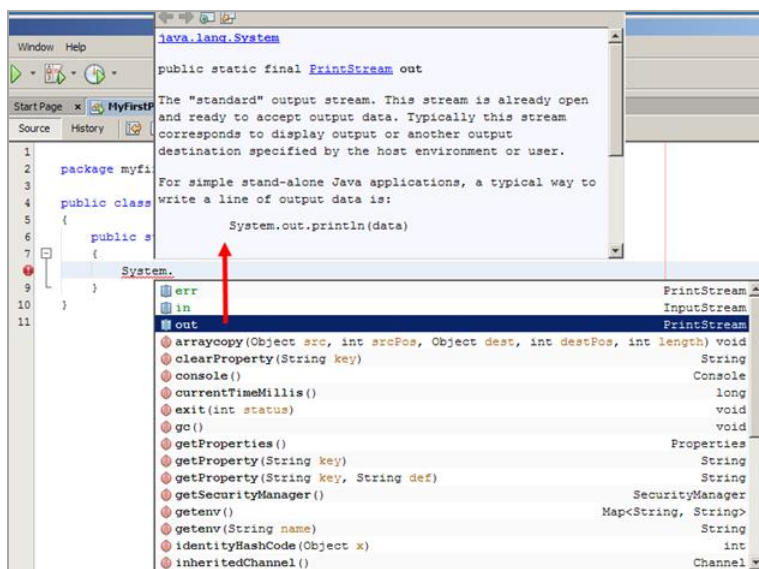 java.lang.System
Window Help
public static final PrintStream out
The "standard" output stream. This stream is already open
and ready to accept output data. Typically this stream
corresponds to display output or another output
destination specified by the host environment or user.
For simple stand-alone Java applications, a typical way to
write a line of output data is:
System.out.println(data)
Start Page x MyFirstP
Source History
1
2 package myfi
3
4 public class
5 {
6 public s
7 {
System.
9 }
10 }
11
err PrintStream
in InputStream
out PrintStream
arraycopy(Object src, int srcPos, Object dest, int destPos, int length) void
clearProperty(String key) String
console() Console
currentTimeMillis() long
exit(int status) void
gc() void
getProperties() Properties
getProperty(String key) String
getProperty(String key, String def) String
getSecurityManager() SecurityManager
getenv() Map<String, String>
getenv(String name) String
identityHashCode(Object x) int
inheritedChannel() Channel